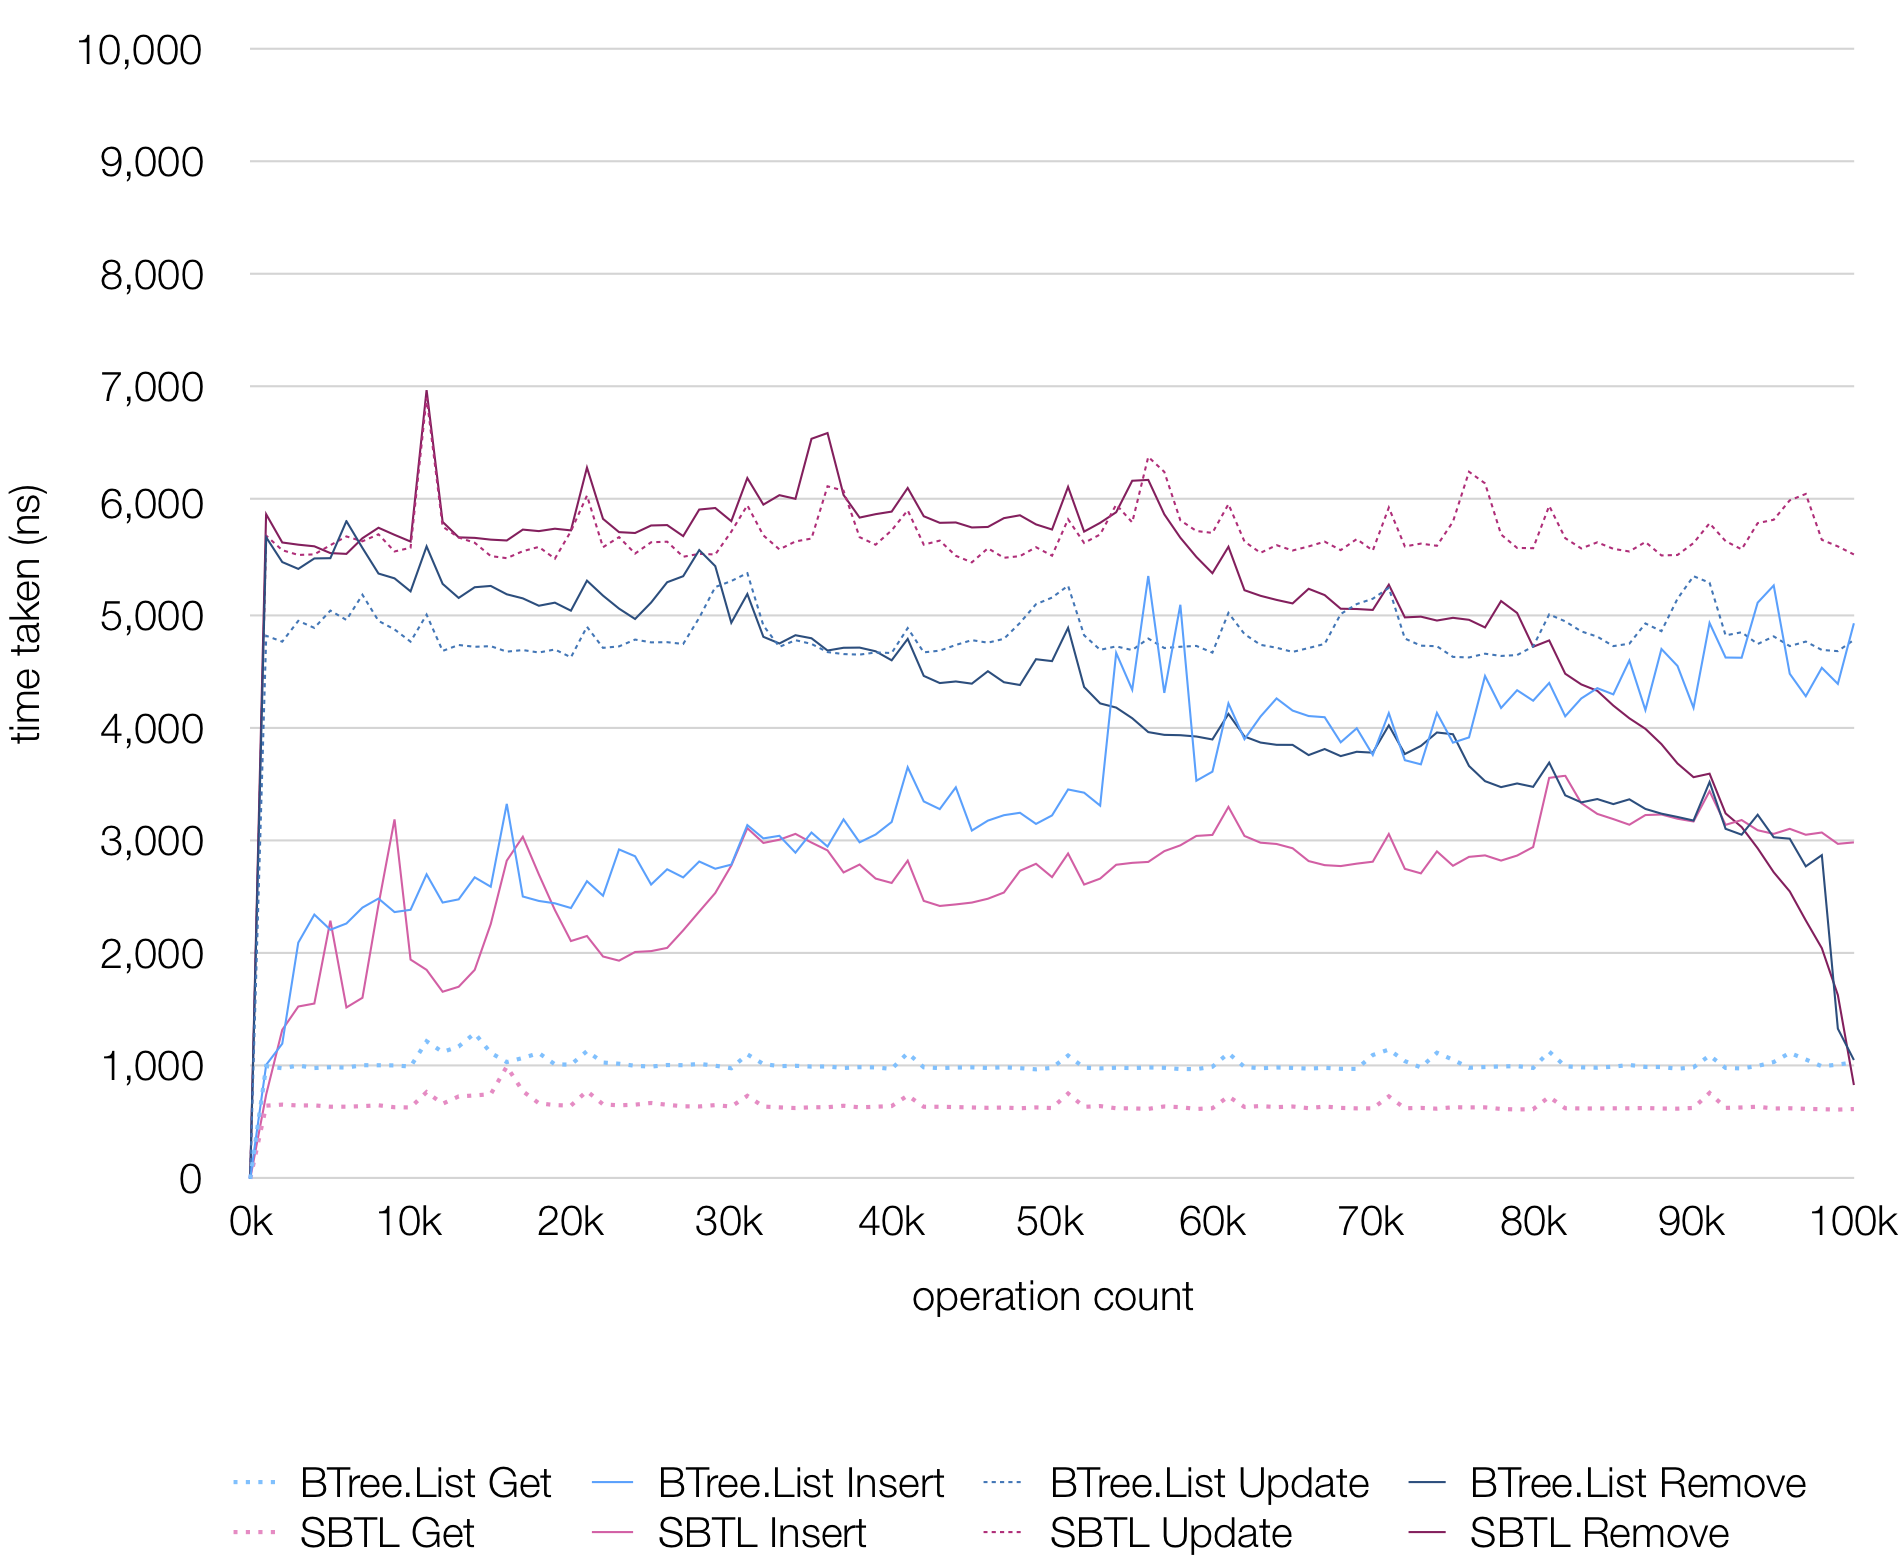 10,000
9,000
8,000
7,000
6,000
5,000
4,000
3,000
2,000
1,000
0
time taken (ns)
0k 10k 20k 30k 40k 50k 60k 70k 80k 90k 100k
operation count
BTree.List Get BTree.List Insert BTree.List Update BTree.List Remove
SBTL Get SBTL Insert SBTL Update SBTL Remove